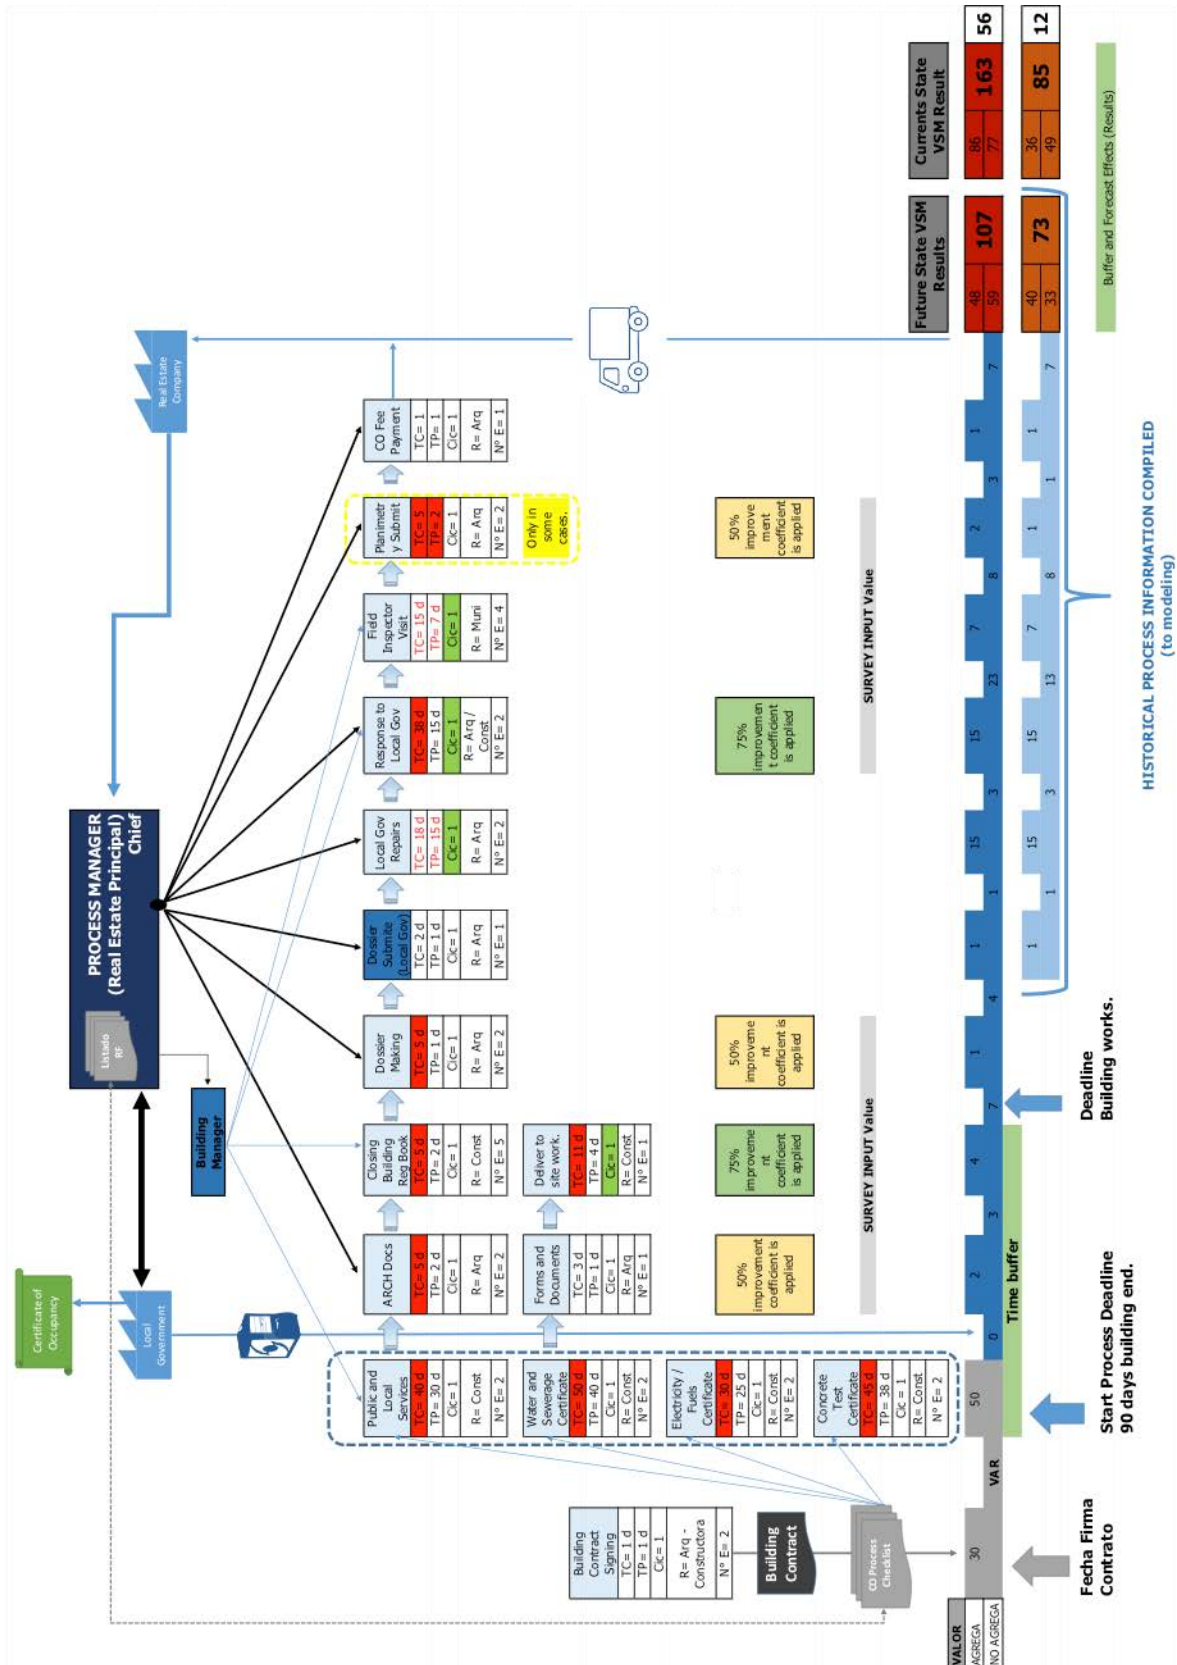 Certificate of
Occupancy
Local
Government
PROCESS MANAGER
(Real Estate Principal)
Chief
Listado
RF
Building
Manager
Real Estate
Company
Public and
Local
Services
TC= 40 d
TP= 30 d
Cic= 1
R= Const
Nº E= 2
ARCH Docs
TC= 5 d
TP= 2 d
Cic= 1
R= Arq
Nº E= 2
Closing
Building
Reg Book
TC= 5 d
TP= 2 d
Cic= 1
R= Const
Nº E= 5
Dossier
Making
TC= 5 d
TP= 1 d
Cic= 1
R= Arq
Nº E= 2
Dossier
Submite
(Local Gov)
TC= 2 d
TP= 1 d
Cic= 1
R= Arq
Nº E= 1
Local Gov
Repairs
TC= 18 d
TP= 15 d
Cic= 1
R= Arq
Nº E= 2
Response to
Local Gov
TC= 38 d
TP= 15 d
Cic= 1
R= Arq /
Const
Nº E= 2
Field
Inspector
Visit
TC= 15 d
TP= 7 d
Cic= 1
R= Muni
Nº E= 4
Planimetr
y Submit
TC= 5
TP= 2
Cic= 1
R= Arq
Nº E= 2
Only in
some
cases.
CO Fee
Payment
TC= 1
TP= 1
Cic= 1
R= Arq
Nº E= 1
Water and
Sewerage
Certificate
TC= 50 d
TP= 40 d
Cic= 1
R= Const
Nº E= 2
Forms and
Documents
TC= 3 d
TP= 1 d
Cic= 1
R= Arq
Nº E= 1
Deliver to
site work.
TC= 11 d
TP= 4 d
Cic= 1
R= Const
Nº E= 1
Electricity /
Fuels
Certificate
TC= 30 d
TP= 25 d
Cic= 1
R= Const
Nº E= 2
Concrete
Test
Certificate
TC= 45 d
TP= 38 d
Cic= 1
R= Const
Nº E= 2
Building
Contract
Signing
TC= 1 d
TP= 1 d
Cic= 1
R= Arq -
Constructora
Nº E= 2
Building
Contract
CO Process
Checklist
50%
improvement
coefficient is
applied
75%
improveme
nt
coefficient
is applied
50%
improveme
nt
coefficient is
applied
75%
improvemen
t coefficient
is applied
50%
improve
ment
coefficient
is applied
SURVEY INPUT Value
SURVEY INPUT Value
VALOR
AGREGA
NO AGREGA
30
VAR
50
0
2
3
4
7
1
4
1
1
15
3
15
23
7
8
2
3
1
7
1
1
15
3
15
13
7
8
1
1
1
7
Time buffer
Future State VSM
Results
48
59
107
40
33
73
Currents State
VSM Result
86
77
163
56
36
49
85
12
Buffer and Forecast Effects (Results)
Fecha Firma
Contrato
Start Process Deadline
90 days building end.
Deadline
Building works.
HISTORICAL PROCESS INFORMATION COMPILED
(to modeling)